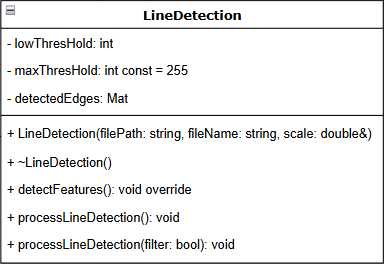 LineDetection
- lowThresHold: int
- maxThresHold: int const = 255
- detectedEdges: Mat
+ LineDetection(filePath: string, fileName: string, scale: double&)
+ ~LineDetection()
+ detectFeatures(): void override
+ processLineDetection(): void
+ processLineDetection(filter: bool): void